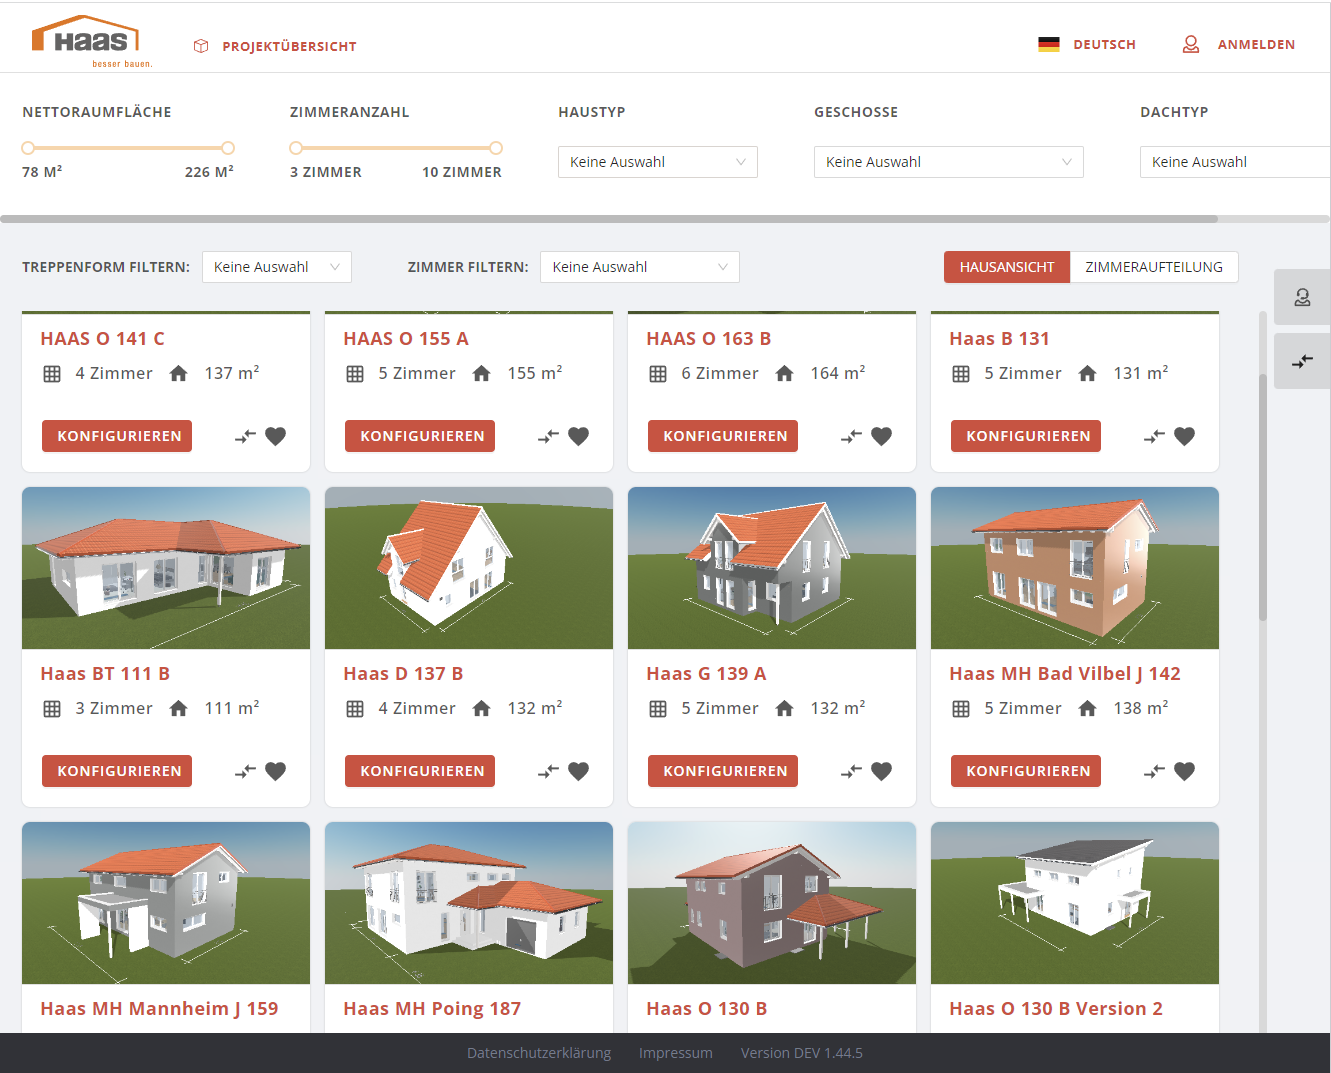 HAAS
besser bauen.
PROJEKTÜBERSICHT
DEUTSCH
ANMELDEN
NETTORAUMFLÄCHE
ZIMMERANZAHL
HAUSTYP
GESCHOSSE
DACHTYP
78 M²
226 M²
3 ZIMMER
10 ZIMMER
Keine Auswahl
Keine Auswahl
Keine Auswahl
TREPPENFORM FILTERN:
Keine Auswahl
ZIMMER FILTERN:
Keine Auswahl
HAUSANSICHT
ZIMMERAUFTEILUNG
HAAS O 141 C
HAAS O 155 A
HAAS O 163 B
Haas B 131
4 Zimmer 137 m²
5 Zimmer 155 m²
6 Zimmer 164 m²
5 Zimmer 131 m²
KONFIGURIEREN
KONFIGURIEREN
KONFIGURIEREN
KONFIGURIEREN
Haas BT 111 B
Haas D 137 B
Haas G 139 A
Haas MH Bad Vilbel J 142
3 Zimmer 111 m²
4 Zimmer 132 m²
5 Zimmer 132 m²
5 Zimmer 138 m²
KONFIGURIEREN
KONFIGURIEREN
KONFIGURIEREN
KONFIGURIEREN
Haas MH Mannheim J 159
Haas MH Poing 187
Haas O 130 B
Haas O 130 B Version 2
Datenschutzerklärung
Impressum
Version DEV 1.44.5